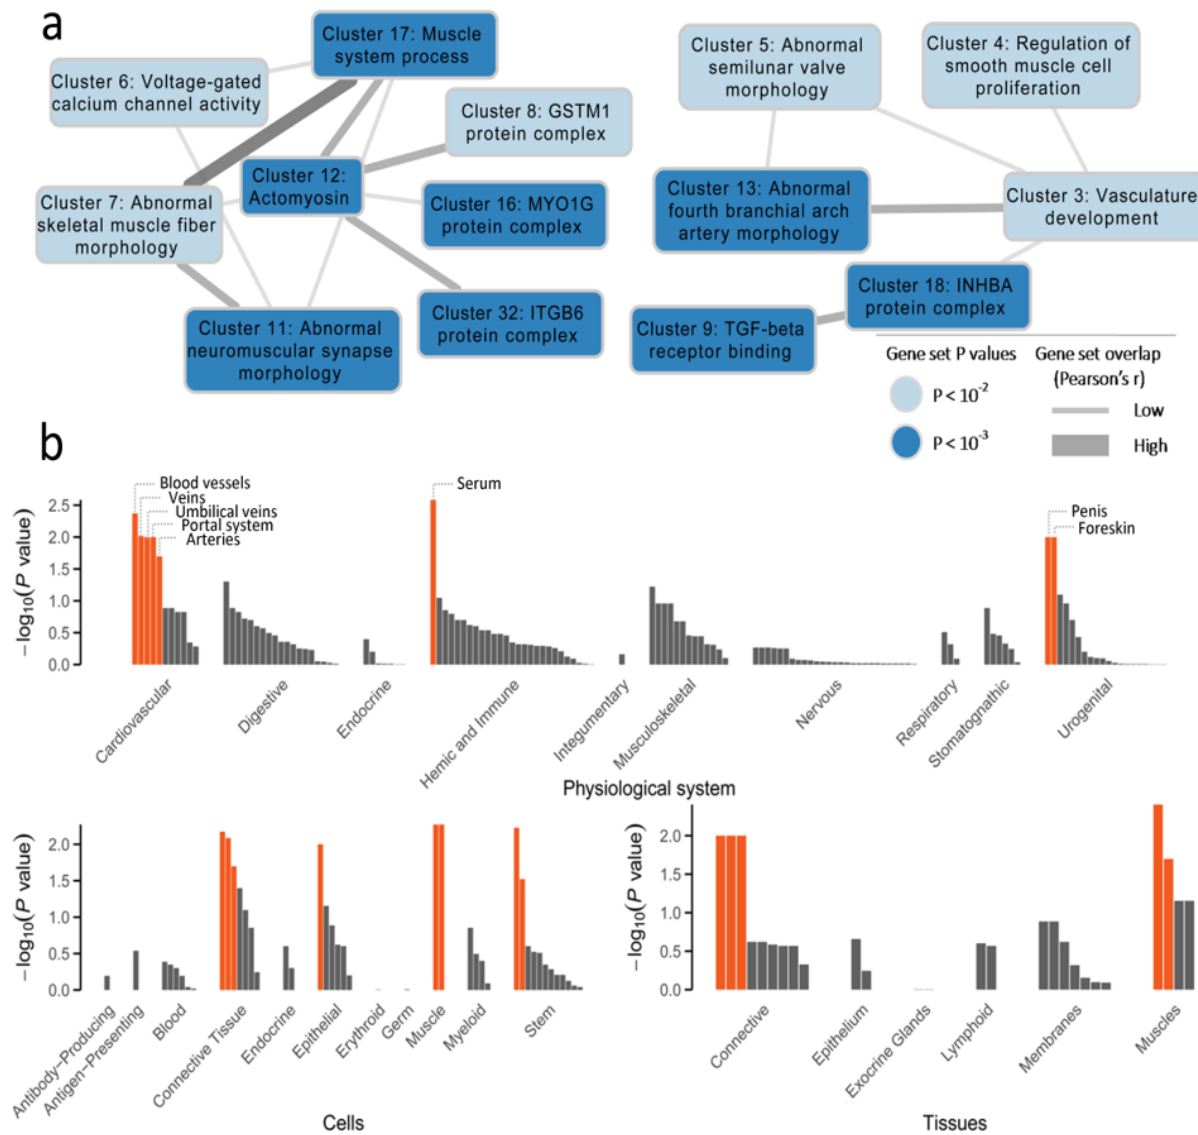 a
Cluster 17: Muscle
system process
Cluster 6: Voltage-gated
calcium channel activity
Cluster 8: GSTM1
protein complex
Cluster 12:
Actomyosin
Cluster 7: Abnormal
skeletal muscle fiber
morphology
Cluster 16: MYO1G
protein complex
Cluster 11: Abnormal
neuromuscular synapse
morphology
Cluster 32: ITGB6
protein complex
Cluster 5: Abnormal
semilunar valve
morphology
Cluster 4: Regulation of
smooth muscle cell
proliferation
Cluster 13: Abnormal
fourth branchial arch
artery morphology
Cluster 3: Vasculature
development
Cluster 18: INHBA
protein complex
Cluster 9: TGF-beta
receptor binding
Gene set P values
P < 10⁻²
P < 10⁻³
Gene set overlap
(Pearson's r)
Low
High
b
−log₁₀(P value)
2.5
2.0
1.5
1.0
0.5
0.0
Blood vessels
Veins
Umbilical veins
Portal system
Arteries
Serum
Penis
Foreskin
Cardiovascular
Digestive
Endocrine
Hemic and Immune
Integumentary
Musculoskeletal
Nervous
Respiratory
Stomatognathic
Urogenital
Physiological system
−log₁₀(P value)
2.0
1.5
1.0
0.5
0.0
Antibody−Producing
Antigen−Presenting
Blood
Connective Tissue
Endocrine
Epithelial
Erythroid
Germ
Muscle
Myeloid
Stem
Cells
−log₁₀(P value)
2.0
1.5
1.0
0.5
0.0
Connective
Epithelium
Exocrine Glands
Lymphoid
Membranes
Muscles
Tissues